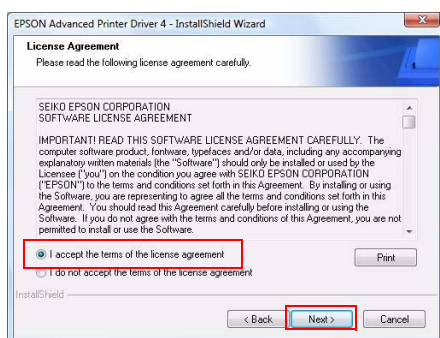 EPSON Advanced Printer Driver 4 - InstallShield Wizard
License Agreement
Please read the following license agreement carefully.
SEIKO EPSON CORPORATION
SOFTWARE LICENSE AGREEMENT
IMPORTANT! READ THIS SOFTWARE LICENSE AGREEMENT CAREFULLY. The
computer software product, fontware, typefaces and/or data, including any accompanying
explanatory written materials (the "Software") should only be installed or used by the
Licensee ("you") on the condition you agree with SEIKO EPSON CORPORATION
("EPSON") to the terms and conditions set forth in this Agreement. By installing or using
the Software, you are representing to agree all the terms and conditions set forth in this
Agreement. You should read this Agreement carefully before installing or using the
Software. If you do not agree with the terms and conditions of this Agreement, you are not
permitted to install or use the Software.
I accept the terms of the license agreement
Print
I do not accept the terms of the license agreement
InstallShield
< Back
Next >
Cancel